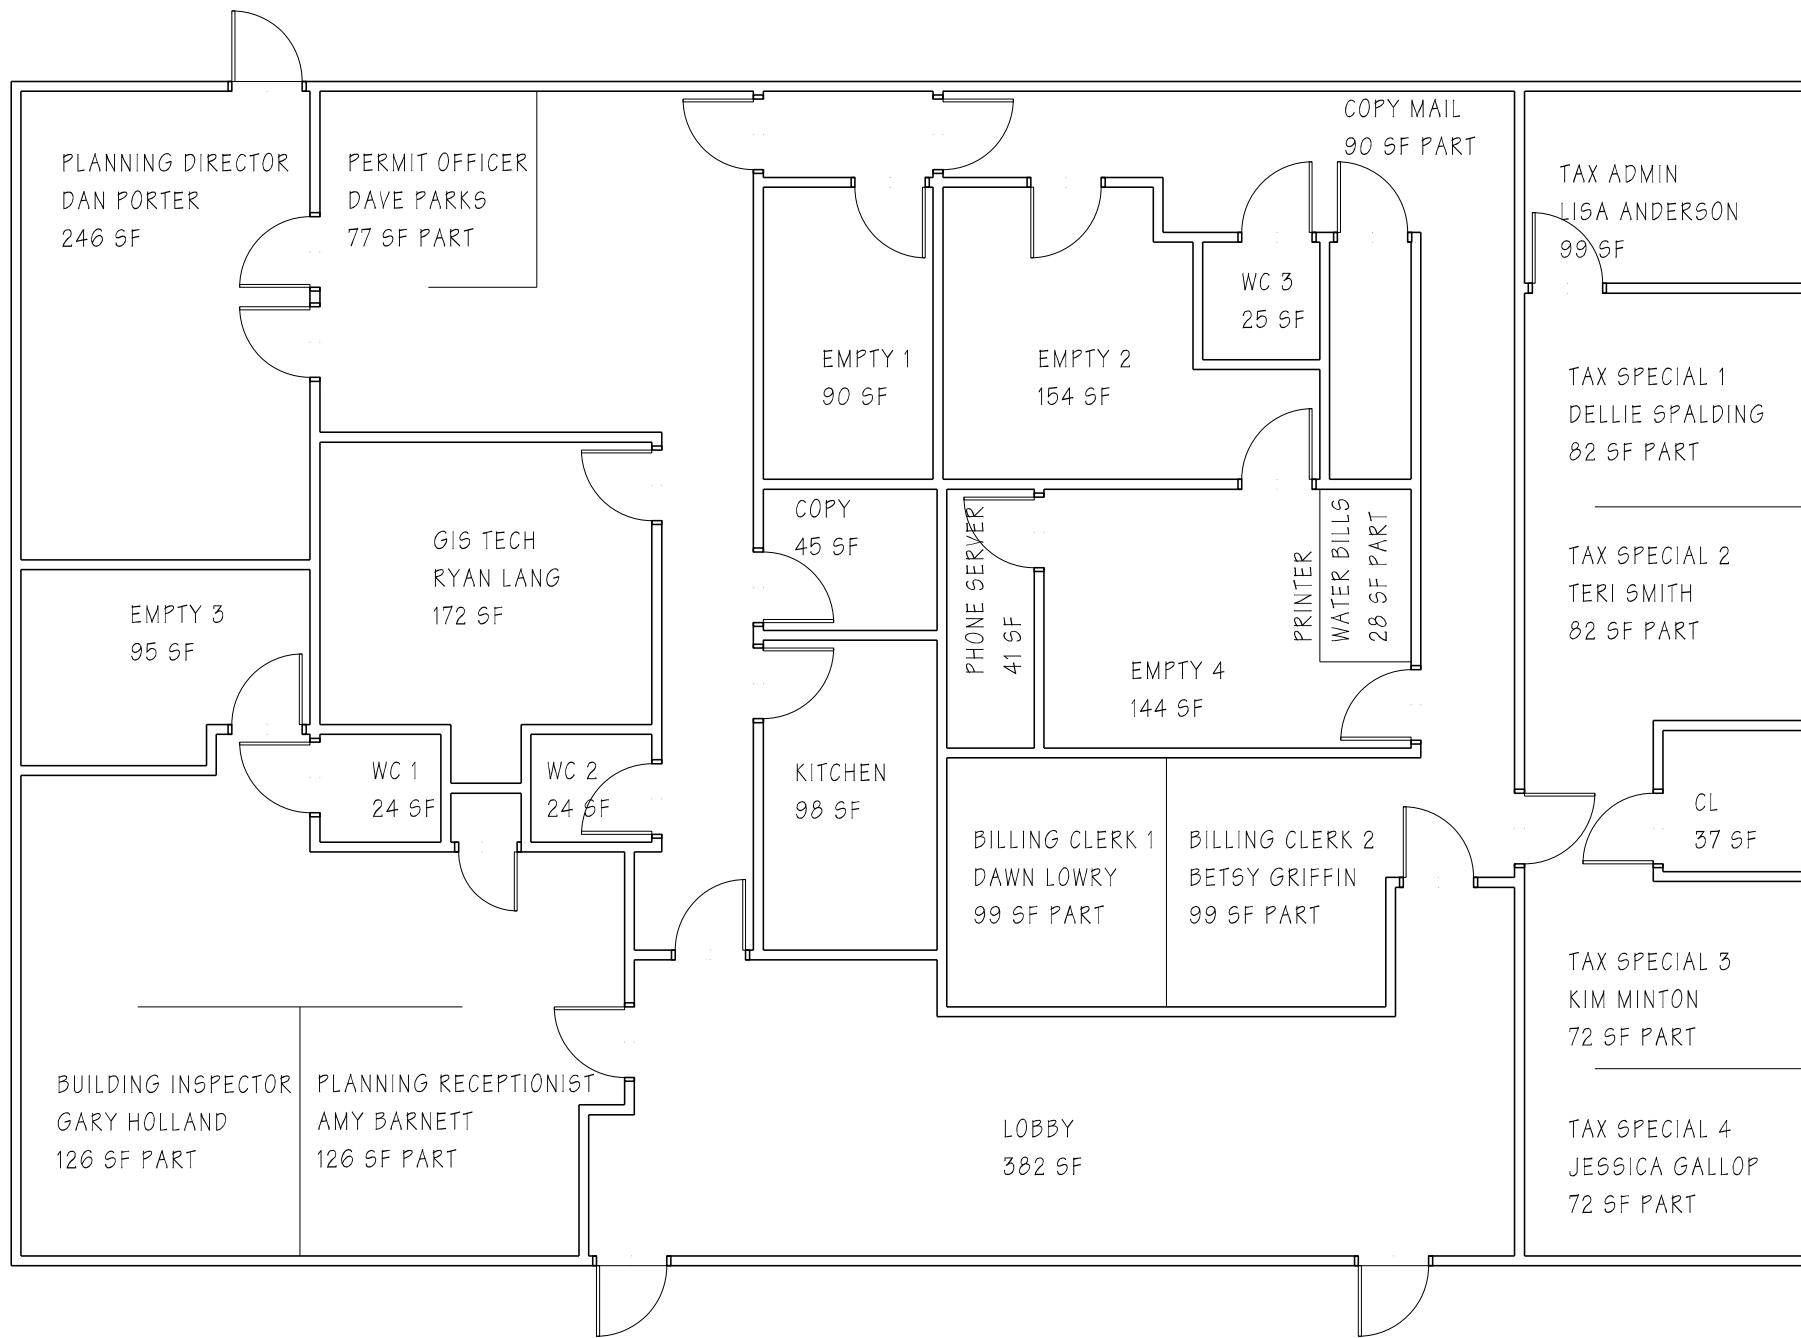 PLANNING DIRECTOR
DAN PORTER
246 SF
PERMIT OFFICER
DAVE PARKS
77 SF PART
COPY MAIL
90 SF PART
TAX ADMIN
LISA ANDERSON
99 SF
WC 3
25 SF
EMPTY 1
90 SF
EMPTY 2
154 SF
TAX SPECIAL 1
DELLIE SPALDING
82 SF PART
GIS TECH
RYAN LANG
172 SF
COPY
45 SF
PHONE SERVER
41 SF
PRINTER
WATER BILLS
28 SF PART
TAX SPECIAL 2
TERI SMITH
82 SF PART
EMPTY 3
95 SF
EMPTY 4
144 SF
WC 1
24 SF
WC 2
24 SF
KITCHEN
98 SF
CL
37 SF
BILLING CLERK 1
DAWN LOWRY
99 SF PART
BILLING CLERK 2
BETSY GRIFFIN
99 SF PART
TAX SPECIAL 3
KIM MINTON
72 SF PART
BUILDING INSPECTOR
GARY HOLLAND
126 SF PART
PLANNING RECEPTIONIST
AMY BARNETT
126 SF PART
LOBBY
382 SF
TAX SPECIAL 4
JESSICA GALLOP
72 SF PART